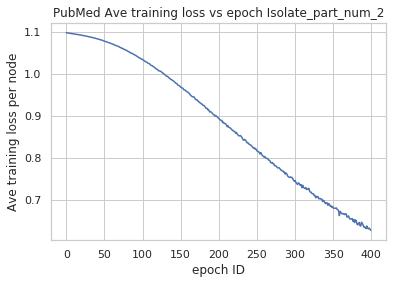 PubMed Ave training loss vs epoch Isolate_part_num_2
Ave training loss per node
1.1
1.0
0.9
0.8
0.7
0 50 100 150 200 250 300 350 400
epoch ID